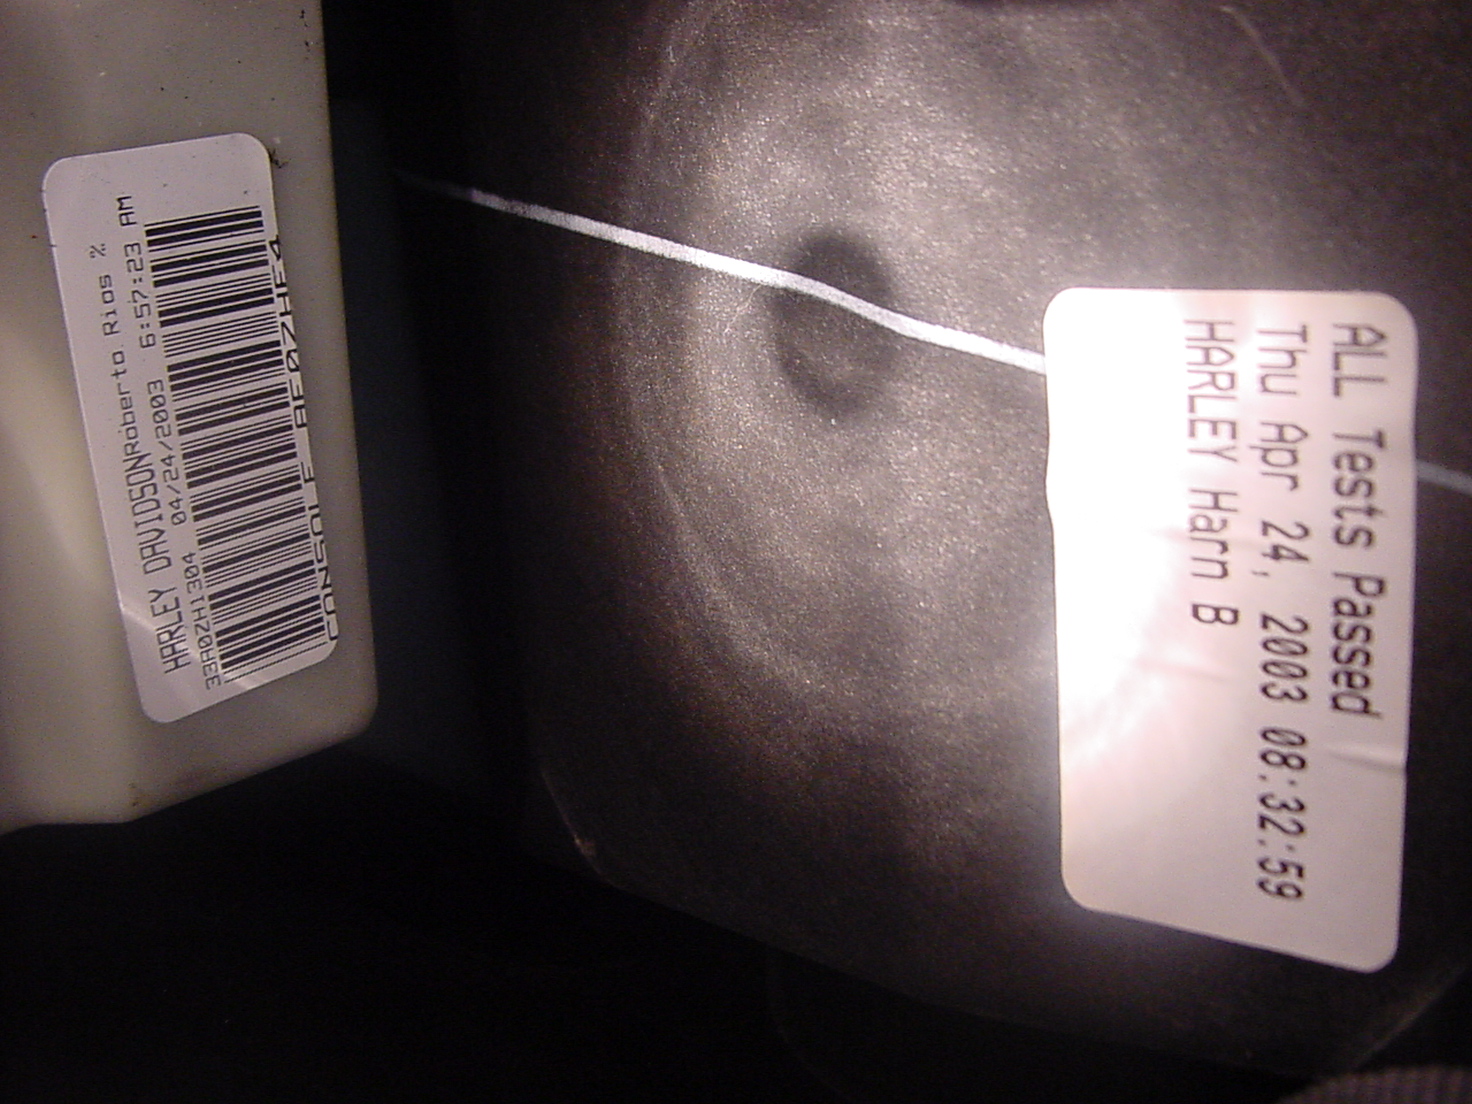 Roberto Rios %
HARLEY DAVIDSON 04/24/2003 6:57:23 AM
33A0ZH1304
ALL Tests Passed
Thu Apr 24, 2003 08:32:59
HARLEY Harn B
CONSOLE